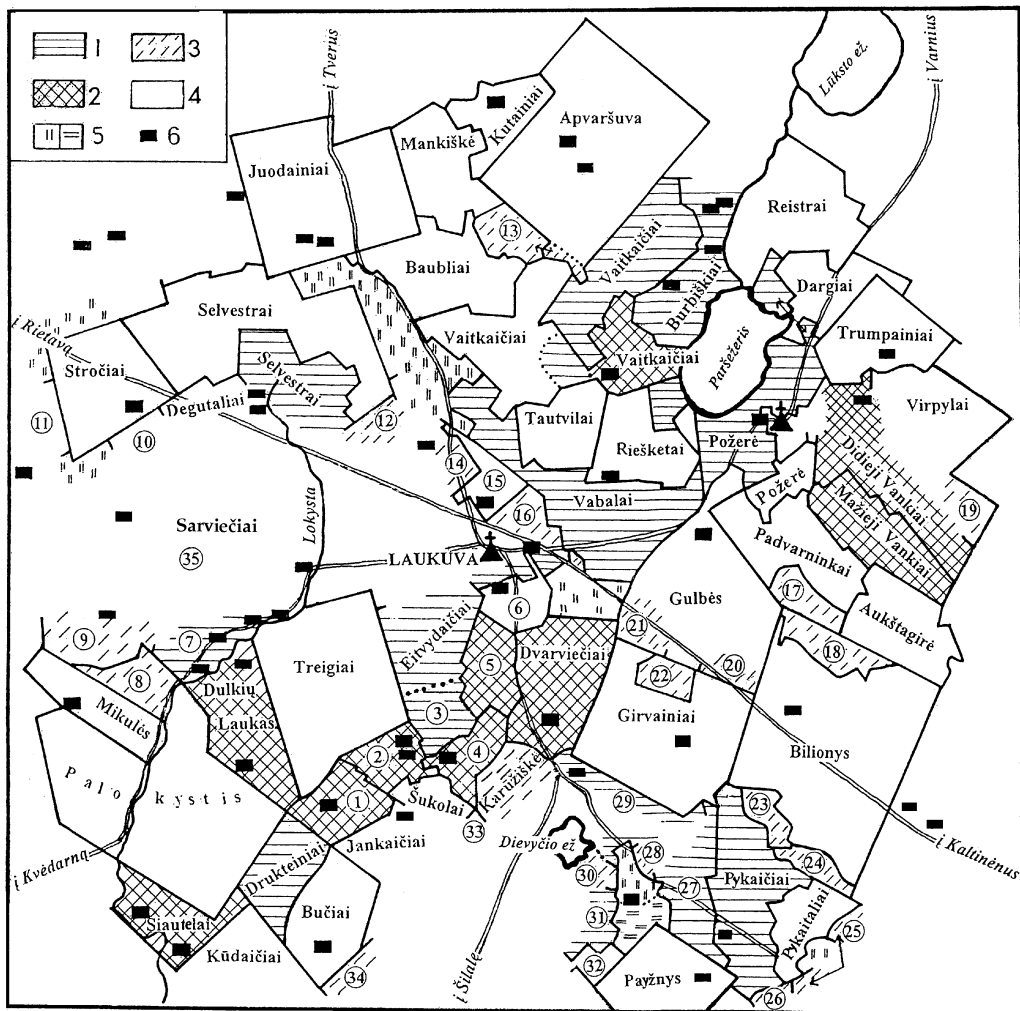 1
3
2
4
5
6
į Tverus
Lūksto ež.
į Varnius
Kutainiai
Mankiškė
Apvaršuva
Juodainiai
Reistrai
13
Vaitkaičiai
Baubliai
Burbiškiai
Dargiai
Selvestrai
į Rietavą
Vaitkaičiai
Vaitkaičiai
Paršežeris
Trumpainiai
Stročiai
Selvestrai
Degutaliai
11
10
12
Tautvilai
Riešketai
Požerė
Virpylai
Didieji Vankiai
Požerė
14
15
16
Vabalai
Mažieji Vankiai
19
Lokysta
Sarviečiai
35
LAUKUVA
Padvarninkai
Gulbės
17
Aukštagirė
6
21
18
9
7
Eitvydaičiai
Treigiai
5
Dvarviečiai
20
22
8
Dulkių
Laukas
Mikulės
3
Girvainiai
Bilionys
Palokystis
2
4
Karužiškė
1
Šukolai
33
29
23
Jankaičiai
Drukteiniai
Dievyčio ež
28
24
į Kvėdarną
30
27
Pykaičiai
į Kaltinėnus
Bučiai
31
Pykaitaliai
25
Siautelai
Kūdaičiai
34
į Šilalę
32
Payžnys
26